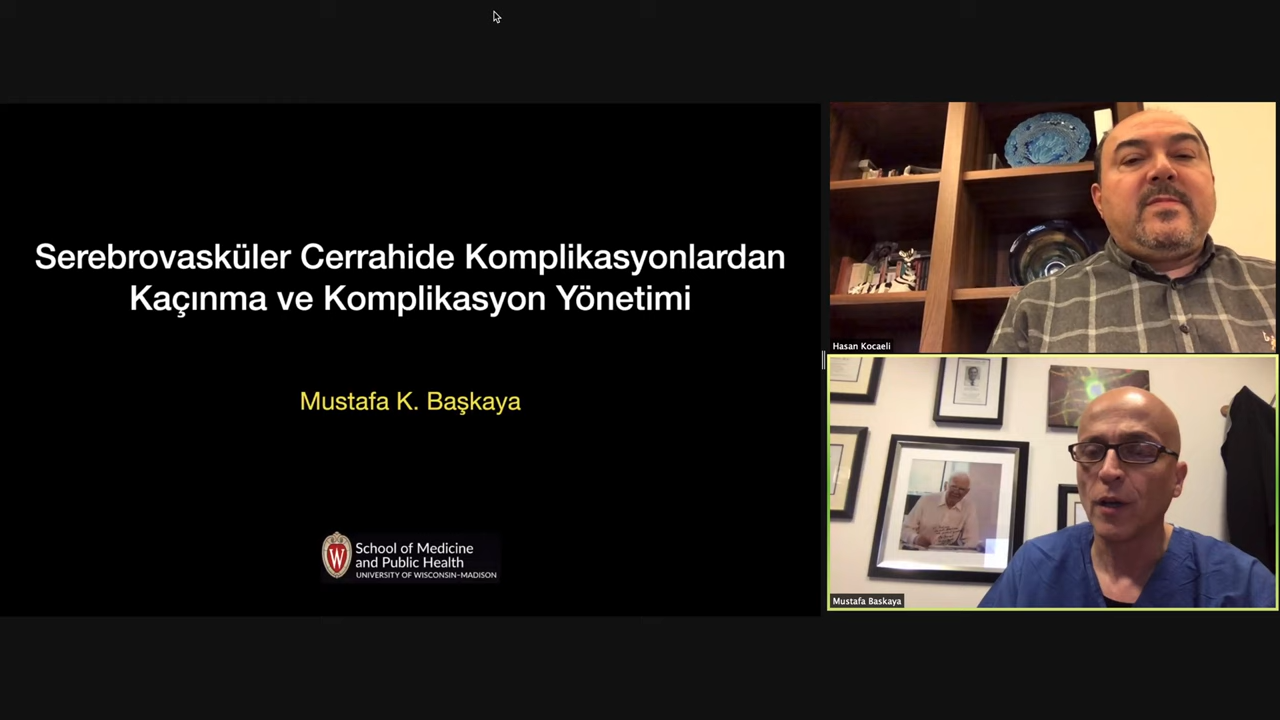 Serebrovasküler Cerrahide Komplikasyonlardan
Kaçınma ve Komplikasyon Yönetimi
Mustafa K. Başkaya
W
School of Medicine
and Public Health
UNIVERSITY OF WISCONSIN–MADISON
Hasan Kocaeli
Mustafa Baskaya